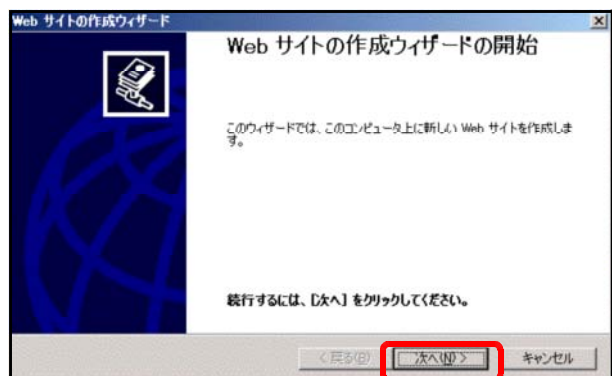 Web サイトの作成ウィザード
Web サイトの作成ウィザードの開始
このウィザードでは、このコンピュータ上に新しい Web サイトを作成しま
す。
続行するには、[次へ] をクリックしてください。
< 戻る(B) 次へ(N) > キャンセル